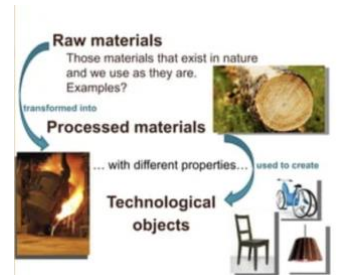 Raw materials
Those materials that exist in nature
and we use as they are.
Examples?
transformed into
Processed materials
... with different properties...
used to create
Technological
objects